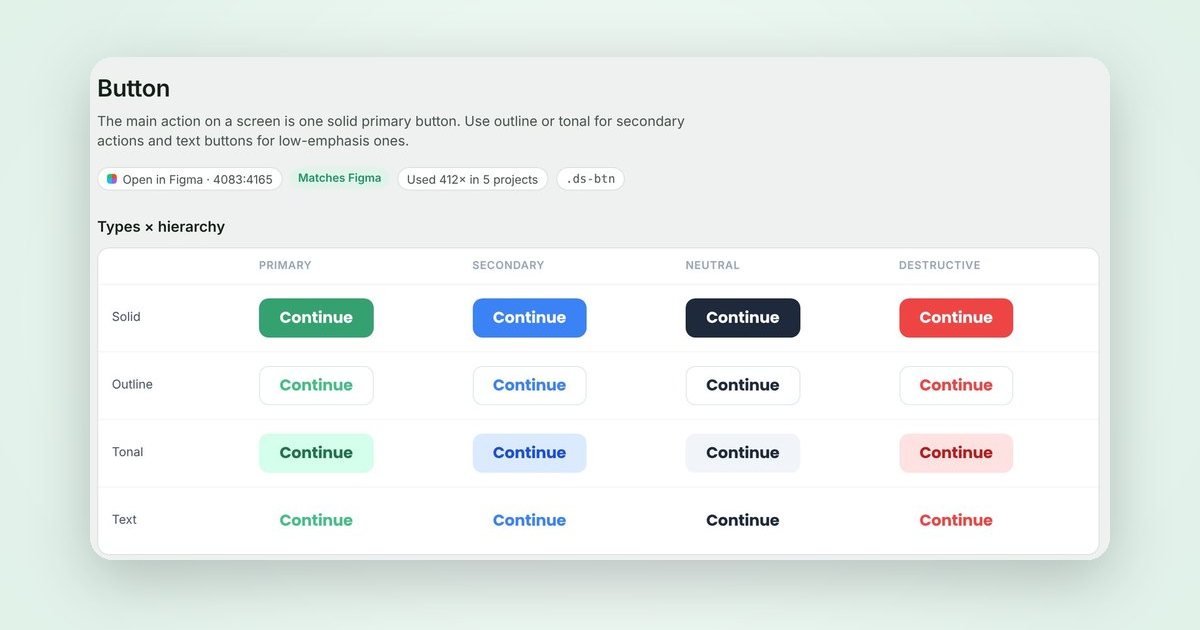 Button
The main action on a screen is one solid primary button. Use outline or tonal for secondary
actions and text buttons for low-emphasis ones.
Open in Figma · 4083:4165 Matches Figma Used 412× in 5 projects .ds-btn
Types × hierarchy
PRIMARY SECONDARY NEUTRAL DESTRUCTIVE
Solid Continue Continue Continue Continue
Outline Continue Continue Continue Continue
Tonal Continue Continue Continue Continue
Text Continue Continue Continue Continue